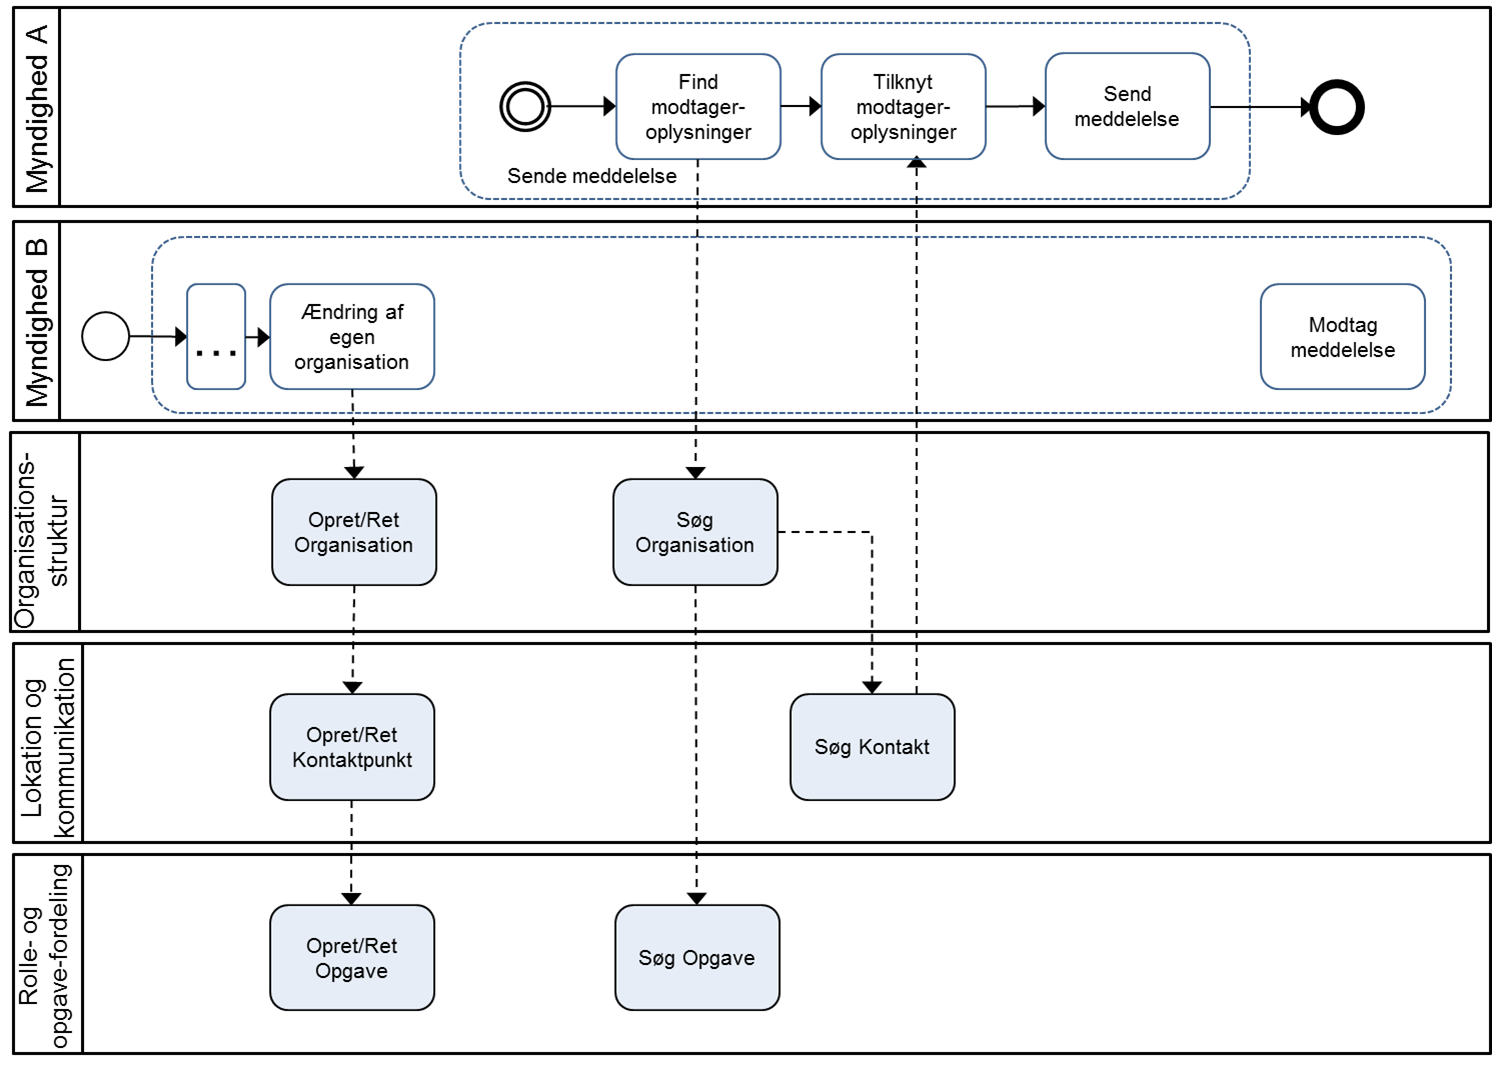 Myndighed A
Find
modtager-
oplysninger
Tilknyt
modtager-
oplysninger
Send
meddelelse
Sende meddelelse
Myndighed B
...
Ændring af
egen
organisation
Modtag
meddelelse
Organisations-
struktur
Opret/Ret
Organisation
Søg
Organisation
Lokation og
kommunikation
Opret/Ret
Kontaktpunkt
Søg Kontakt
Rolle- og
opgave-fordeling
Opret/Ret
Opgave
Søg Opgave